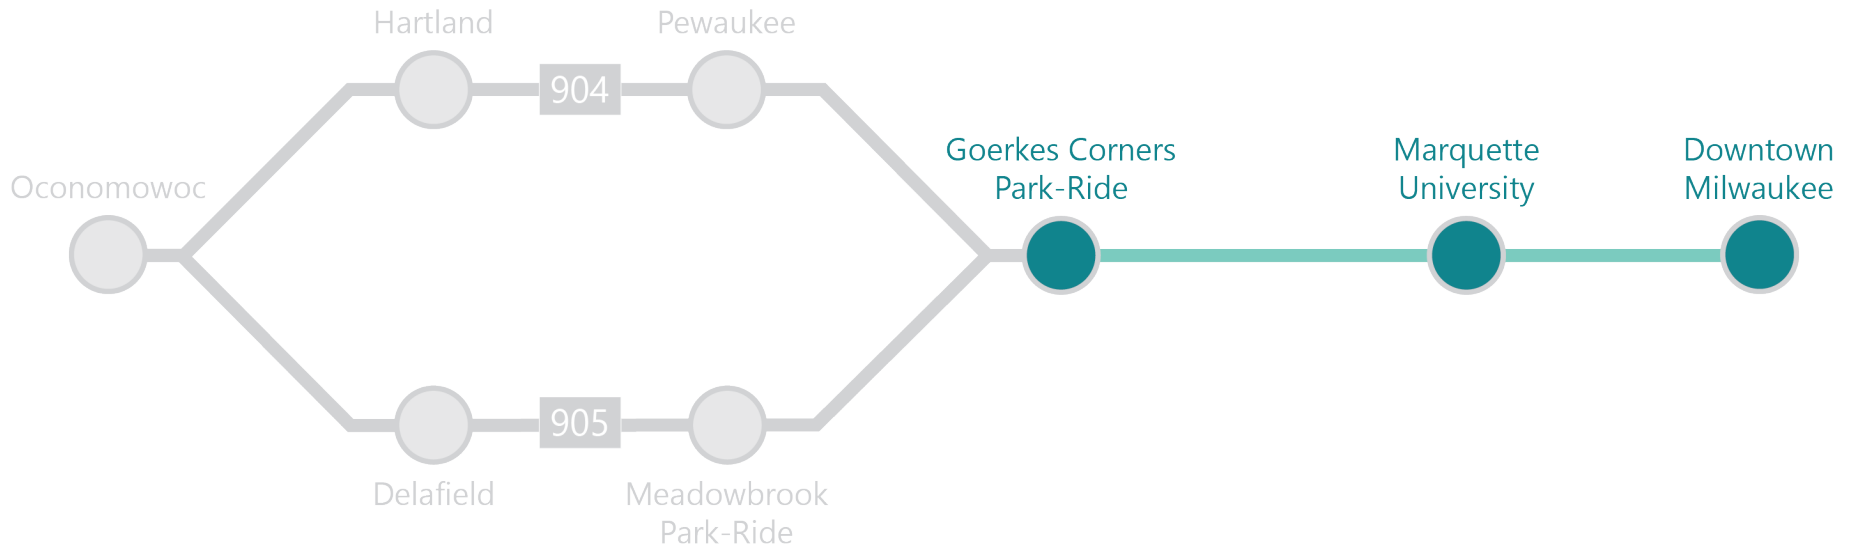 Hartland
Pewaukee
904
Goerkes Corners
Park-Ride
Marquette
University
Downtown
Milwaukee
Oconomowoc
905
Delafield
Meadowbrook
Park-Ride